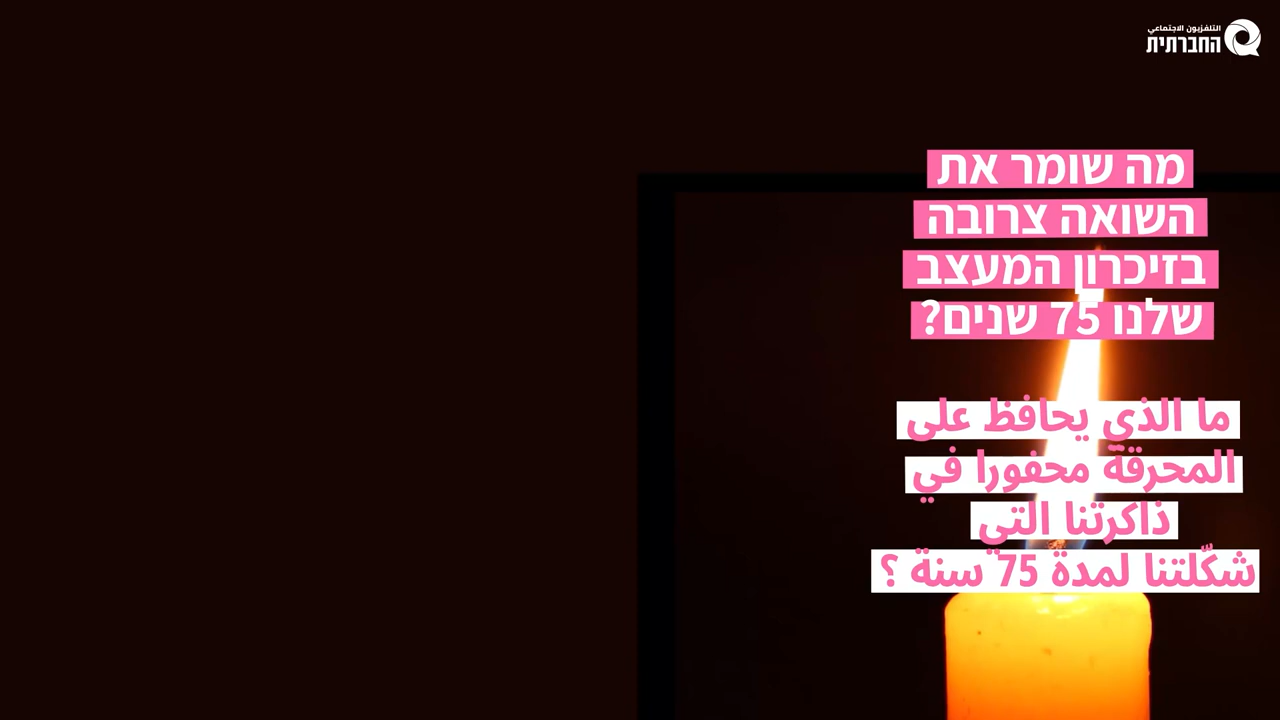 التلفزيون الاجتماعي
החברתית
מה שומר את
השואה צרובה
בזיכרון המעצב
שלנו 75 שנים?
ما الذي يحافظ على
المحرقة محفورا في
ذاكرتنا التي
شكّلتنا لمدة 75 سنة ؟